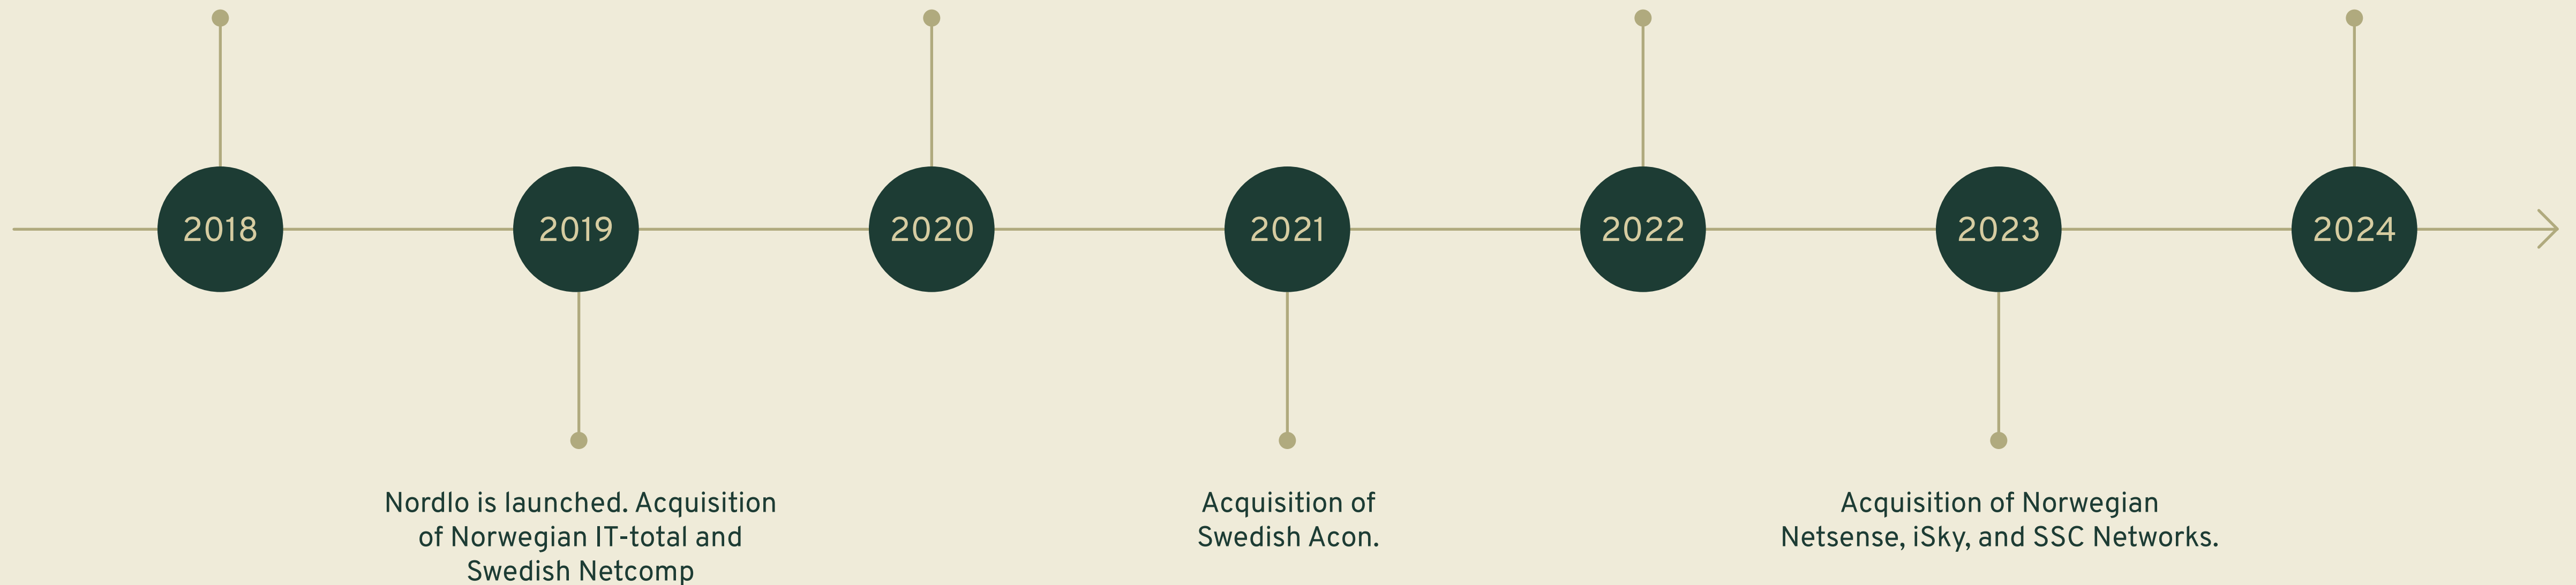 2018
2019
2020
2021
2022
2023
2024
Nordlo is launched. Acquisition
of Norwegian IT-total and
Swedish Netcomp
Acquisition of
Swedish Acon.
Acquisition of Norwegian
Netsense, iSky, and SSC Networks.